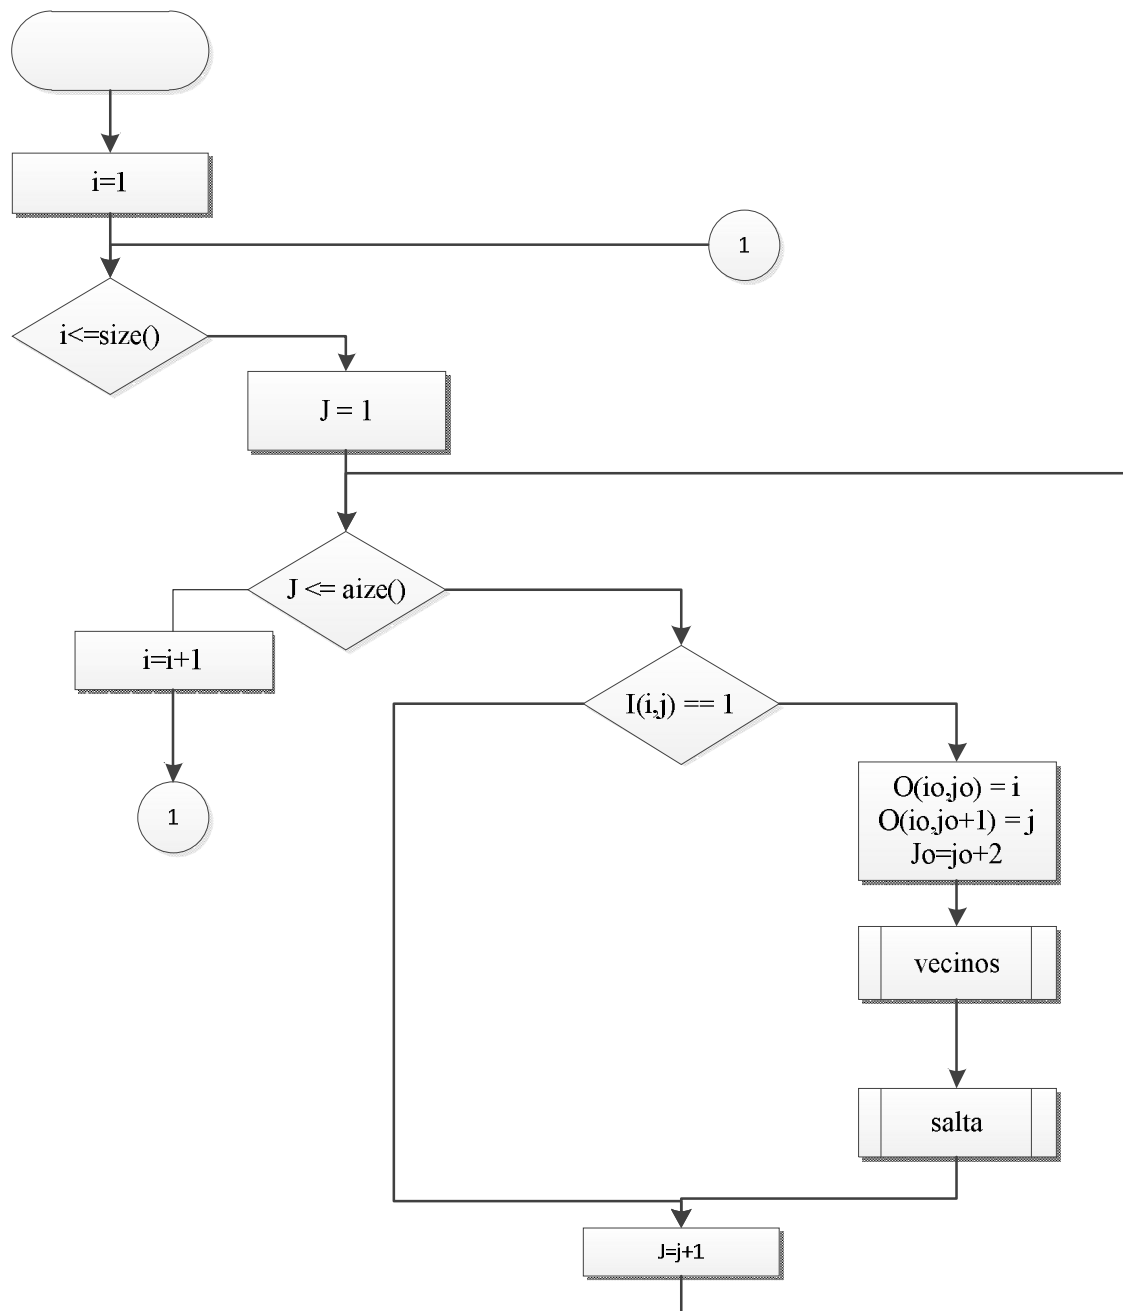 i=1
1
i<=size()
J = 1
J <= aize()
i=i+1
I(i,j) == 1
1
O(io,jo) = i
O(io,jo+1) = j
Jo=jo+2
vecinos
salta
J=j+1